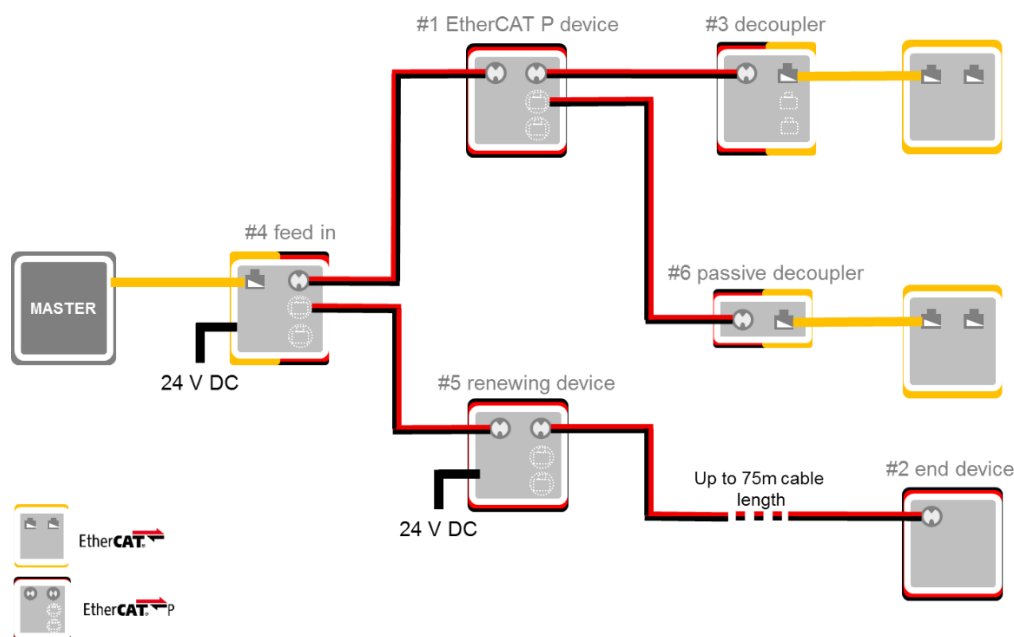 #1 EtherCAT P device
#3 decoupler
#4 feed in
MASTER
#6 passive decoupler
24 V DC
#5 renewing device
Up to 75m cable
length
#2 end device
24 V DC
EtherCAT®
EtherCAT® P